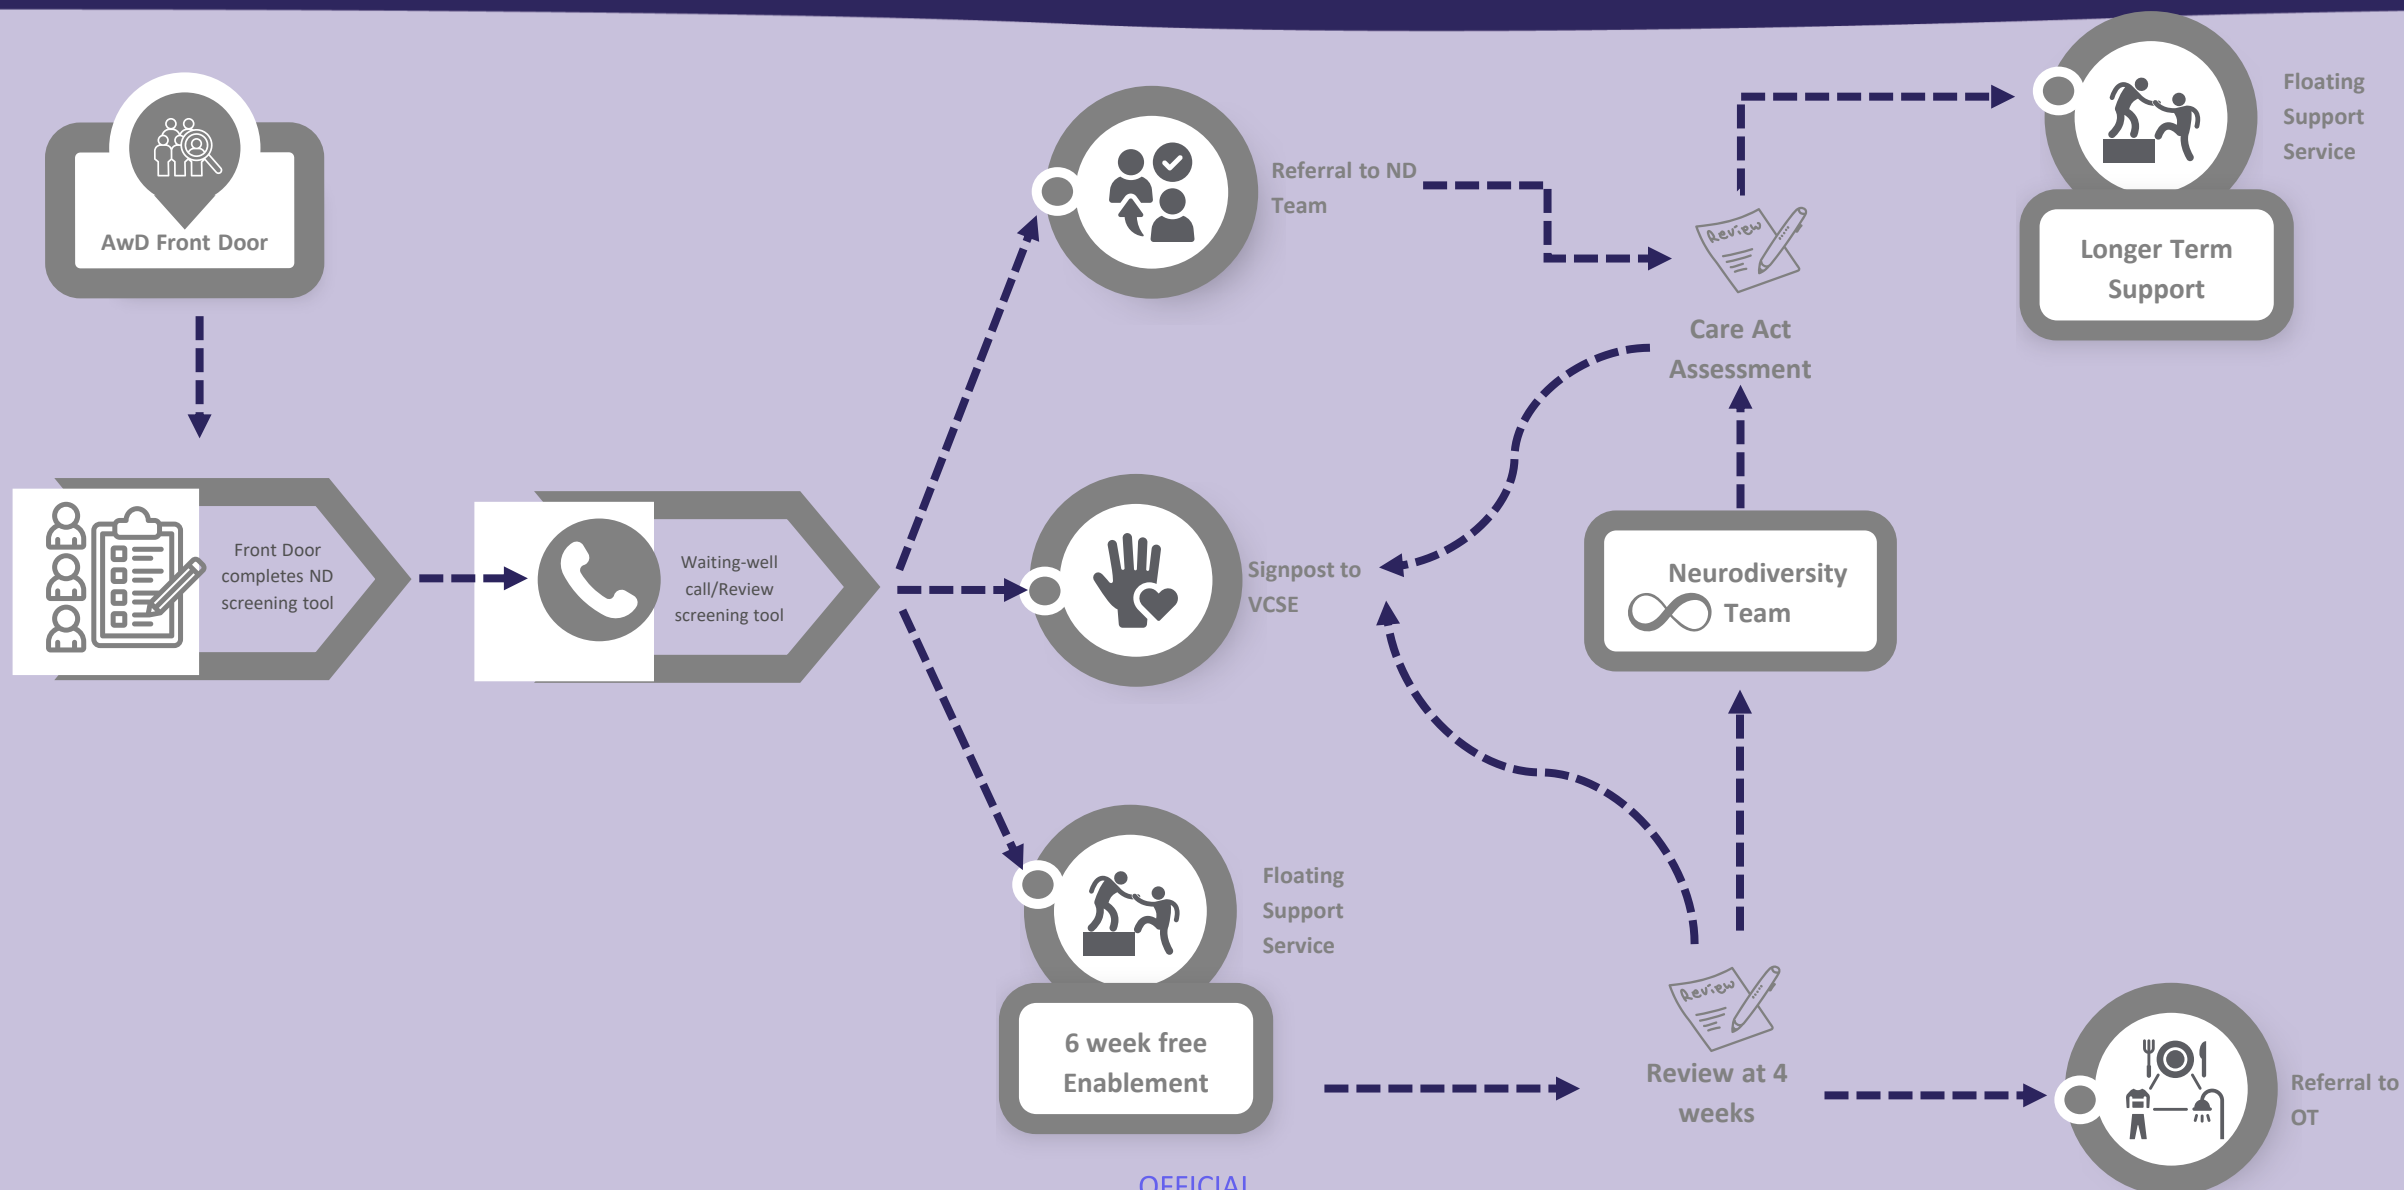 AwD Front Door
Front Door
completes ND
screening tool
Waiting-well
call/Review
screening tool
Referral to ND
Team
Signpost to
VCSE
Floating
Support
Service
6 week free
Enablement
Review
Care Act
Assessment
Neurodiversity
Team
Review
Review at 4
weeks
Floating
Support
Service
Longer Term
Support
Referral to
OT
OFFICIAL